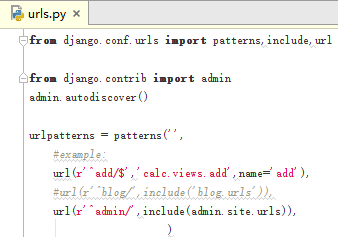 urls.py ×
from django.conf.urls import patterns,include,url
from django.contrib import admin
admin.autodiscover()
urlpatterns = patterns('',
#example:
url(r'^add/$','calc.views.add',name='add'),
#url(r'^blog/',include('blog.urls')),
url(r'^admin/',include(admin.site.urls)),
)